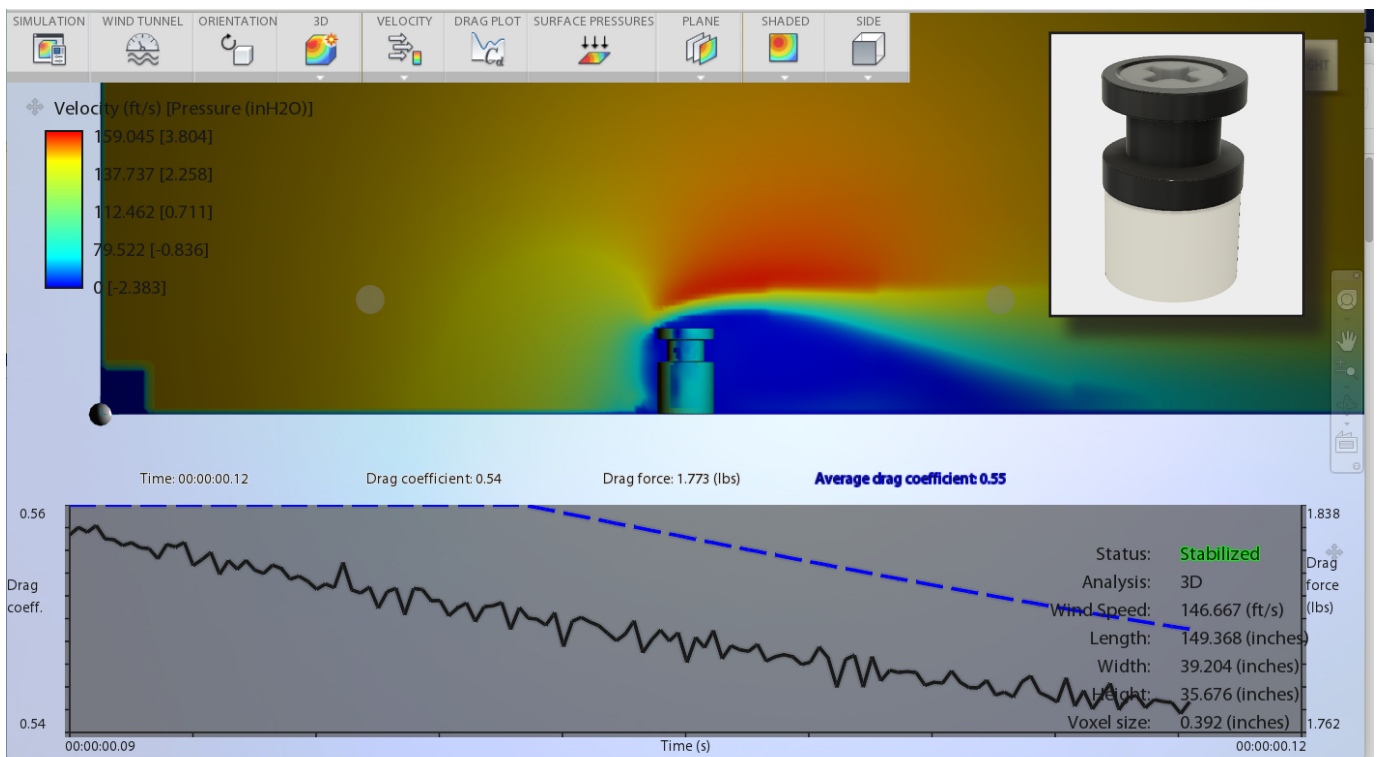 SIMULATION WIND TUNNEL ORIENTATION 3D VELOCITY DRAG PLOT SURFACE PRESSURES PLANE SHADED SIDE
Cd
Velocity (ft/s) [Pressure (inH2O)]
159.045 [3.804]
137.737 [2.258]
112.462 [0.711]
79.522 [-0.836]
0 [-2.383]
Time: 00:00:00.12 Drag coefficient: 0.54 Drag force: 1.773 (lbs) Average drag coefficient: 0.55
0.56
Drag
coeff.
0.54
1.838
Drag
force
(lbs)
1.762
Status: Stabilized
Analysis: 3D
Wind Speed: 146.667 (ft/s)
Length: 149.368 (inches)
Width: 39.204 (inches)
Height: 35.676 (inches)
Voxel size: 0.392 (inches)
00:00:00.09 Time (s) 00:00:00.12